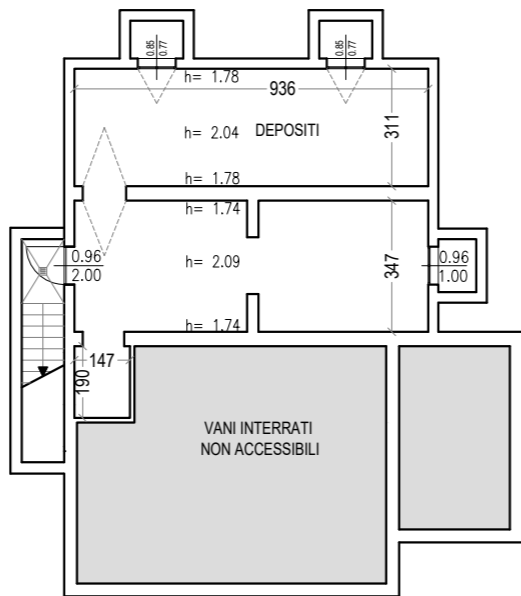 0.85
0.77
0.85
0.77
h= 1.78
936
h= 2.04 DEPOSITI
311
h= 1.78
h= 1.74
0.96
2.00
h= 2.09
347
0.96
1.00
h= 1.74
147
190
VANI INTERRATI
NON ACCESSIBILI